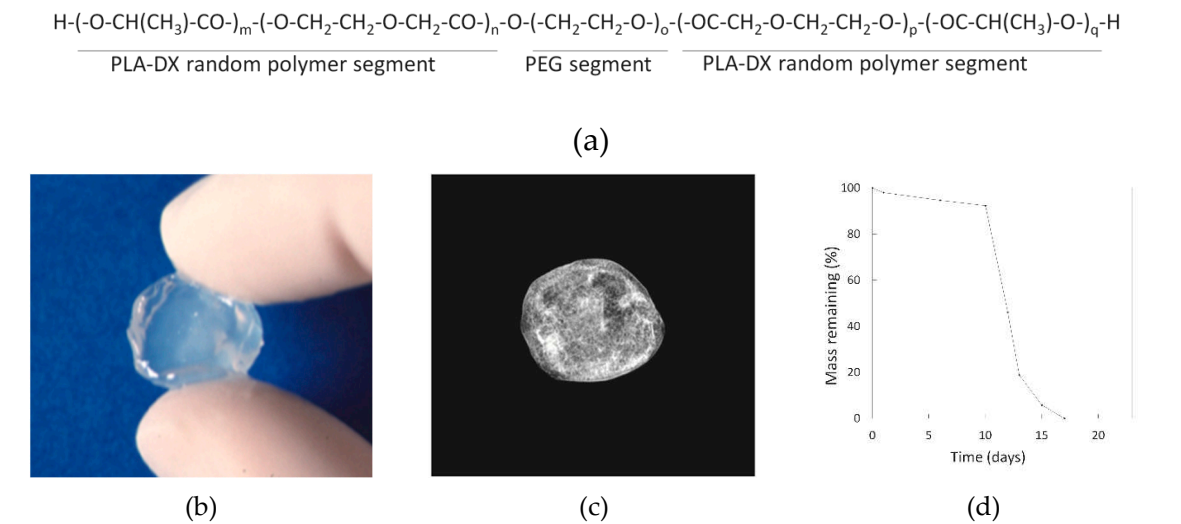 H-(-O-CH(CH₃)-CO-)ₘ-(-O-CH₂-CH₂-O-CH₂-CO-)ₙ-O-(-CH₂-CH₂-O-)ₒ-(-OC-CH₂-O-CH₂-CH₂-O-)ₚ-(-OC-CH(CH₃)-O-)q-H
PLA-DX random polymer segment PEG segment PLA-DX random polymer segment
(a)
100
80
60
40
20
0
Mass remaining (%)
0 5 10 15 20
Time (days)
(b) (c) (d)